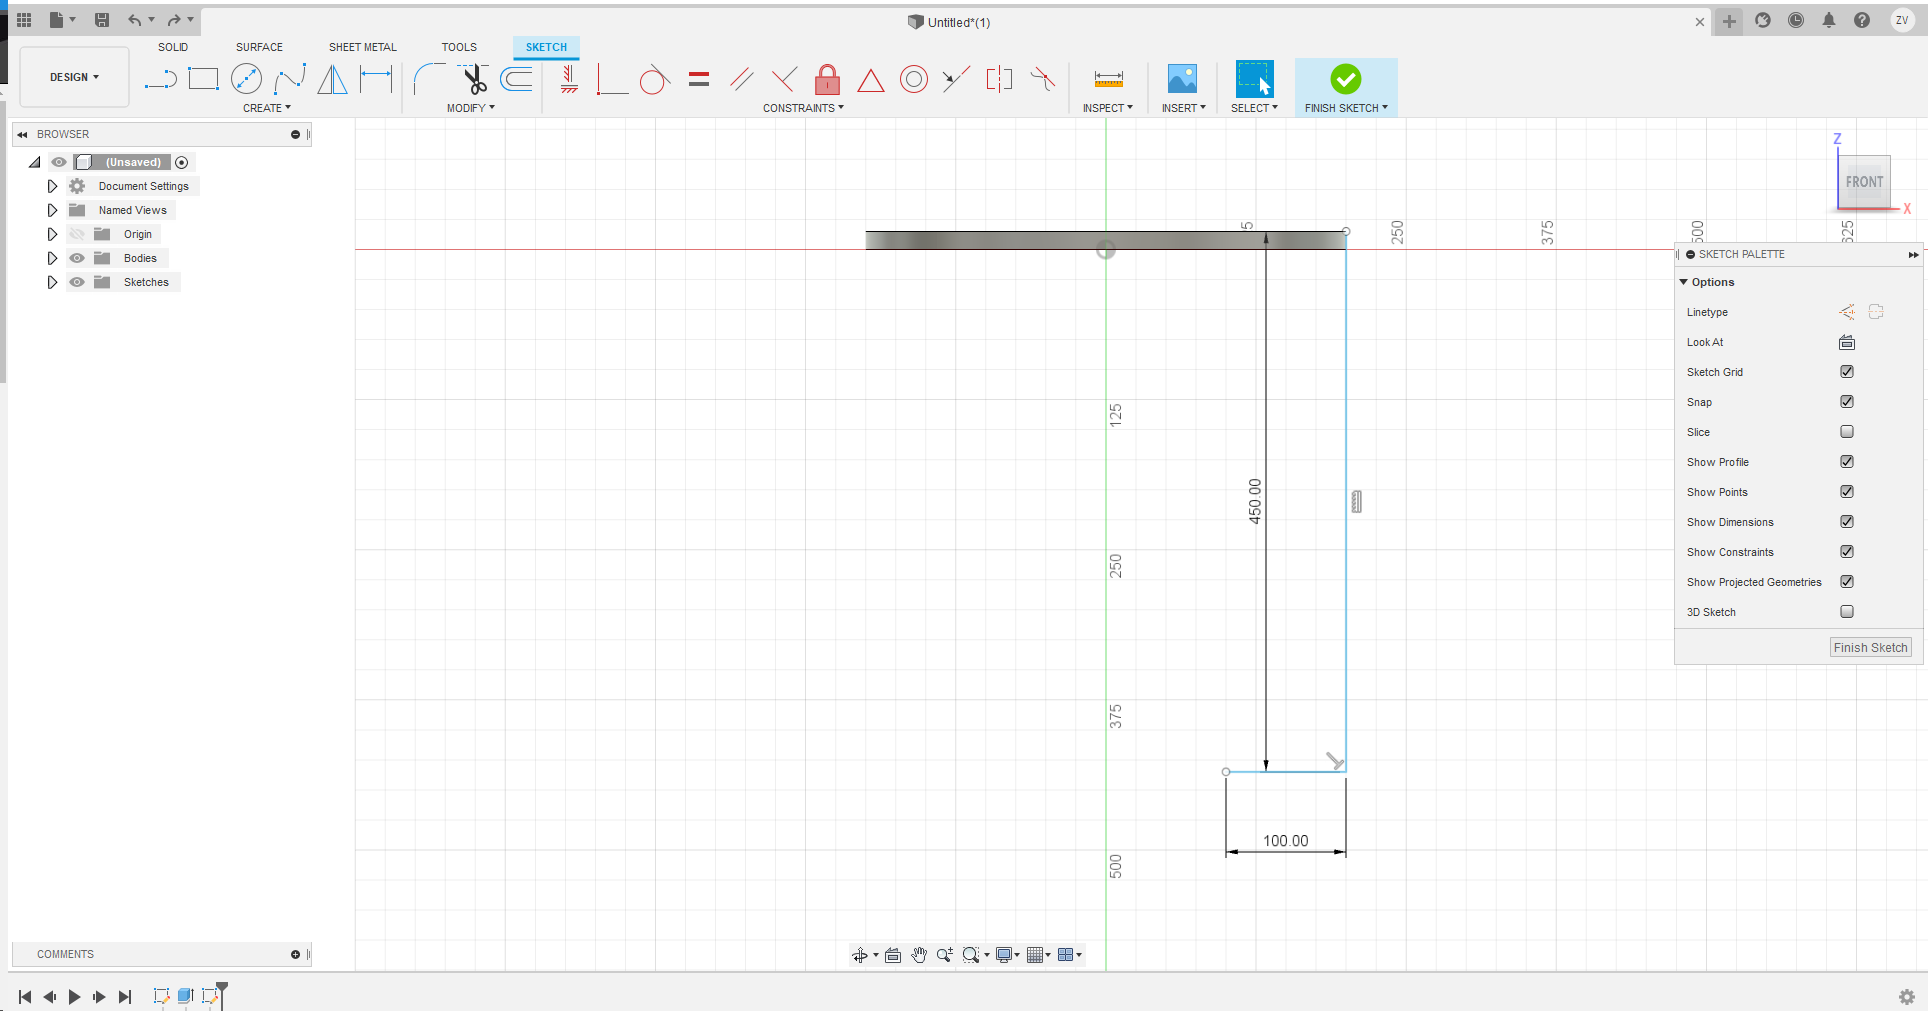 Untitled*(1)
ZV
SOLID
SURFACE
SHEET METAL
TOOLS
SKETCH
DESIGN
CREATE
MODIFY
CONSTRAINTS
INSPECT
INSERT
SELECT
FINISH SKETCH
BROWSER
(Unsaved)
Document Settings
Named Views
Origin
Bodies
Sketches
Z
FRONT
X
5
250
375
500
625
125
250
375
500
450.00
100.00
SKETCH PALETTE
Options
Linetype
Look At
Sketch Grid
Snap
Slice
Show Profile
Show Points
Show Dimensions
Show Constraints
Show Projected Geometries
3D Sketch
Finish Sketch
COMMENTS